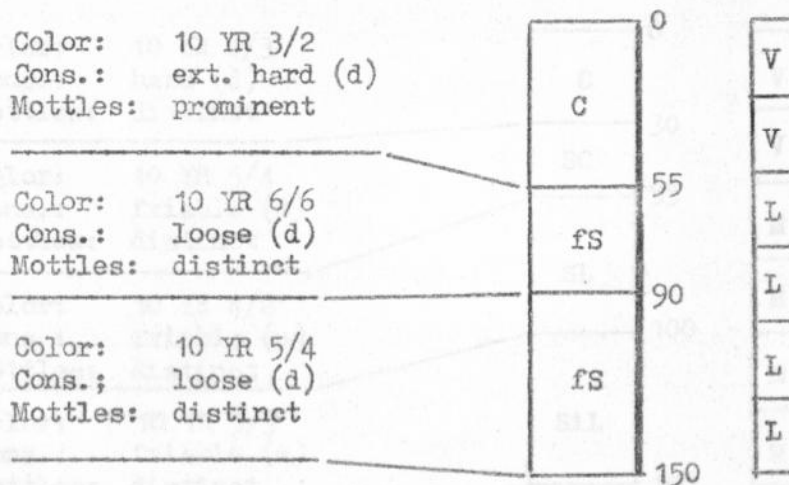 0
Color: 10 YR 3/2
Cons.: ext. hard (d)
Mottles: prominent
C
V
V
55
Color: 10 YR 6/6
Cons.: loose (d)
Mottles: distinct
fS
L
L
90
Color: 10 YR 5/4
Cons.: loose (d)
Mottles: distinct
fS
L
L
150